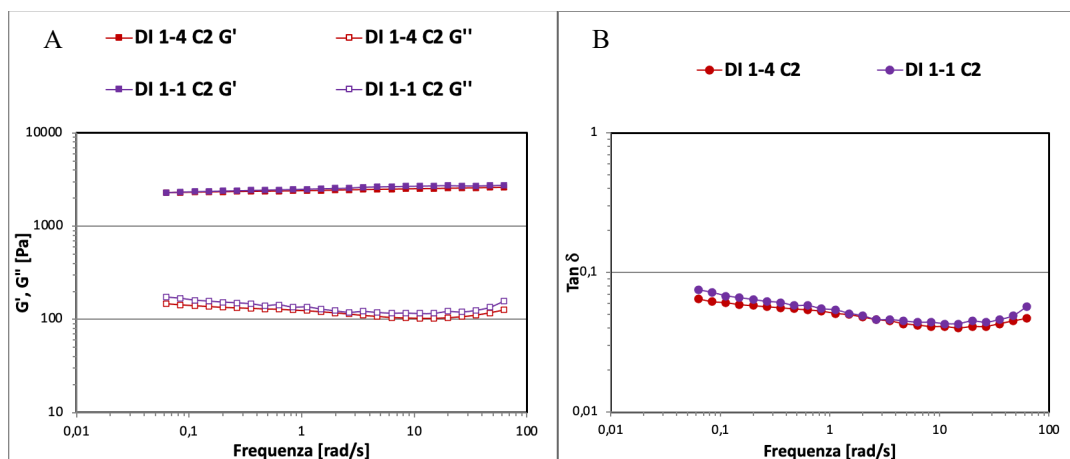 A
DI 1-4 C2 G'
DI 1-4 C2 G''
DI 1-1 C2 G'
DI 1-1 C2 G''
G', G'' [Pa]
10000
1000
100
10
0,01
0,1
1
10
100
Frequenza [rad/s]
B
DI 1-4 C2
DI 1-1 C2
Tan δ
1
0,1
0,01
0,01
0,1
1
10
100
Frequenza [rad/s]